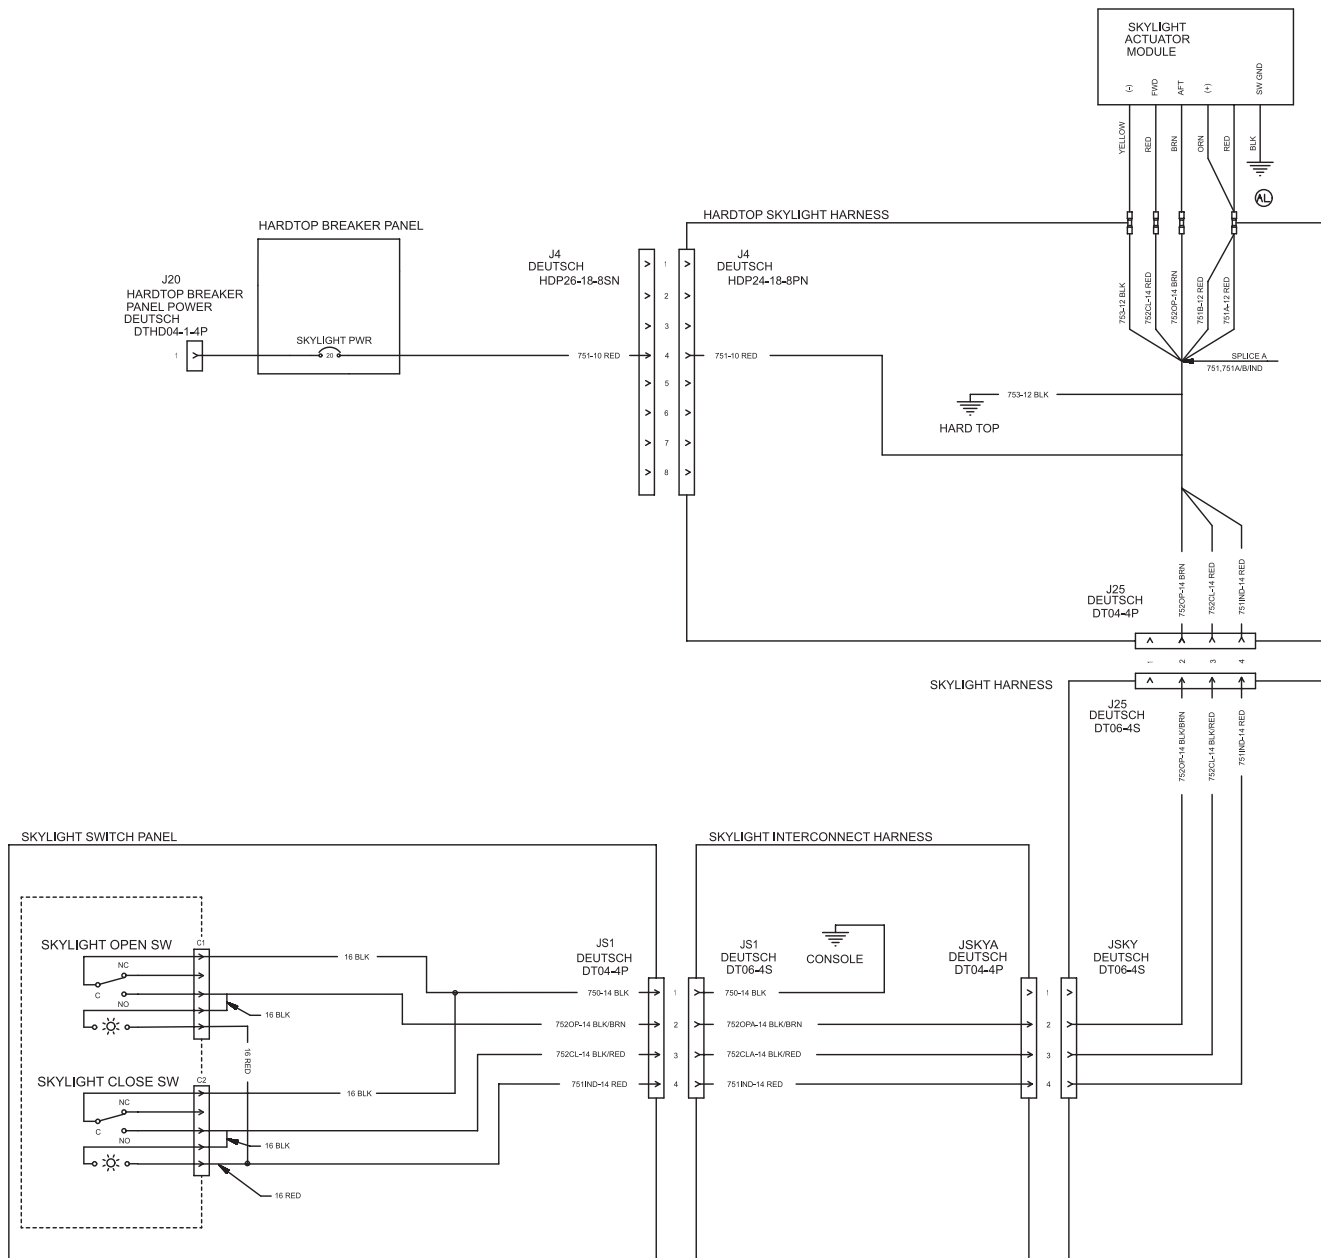 SKYLIGHT
ACTUATOR
MODULE
(-)
FWD
AFT
(+)
SW GND
YELLOW
RED
BRN
ORN
RED
BLK
AL
HARDTOP SKYLIGHT HARNESS
HARDTOP BREAKER PANEL
J20
HARDTOP BREAKER
PANEL POWER
DEUTSCH
DTHD04-1-4P
1
SKYLIGHT PWR
20
751-10 RED
J4
DEUTSCH
HDP26-18-8SN
1
2
3
4
5
6
7
8
J4
DEUTSCH
HDP24-18-8PN
751-10 RED
753-12 BLK
752CL-14 RED
752OP-14 BRN
751B-12 RED
751A-12 RED
SPLICE A
751,751A/B/IND
753-12 BLK
HARD TOP
752OP-14 BRN
752CL-14 RED
751IND-14 RED
J25
DEUTSCH
DT04-4P
1
2
3
4
SKYLIGHT HARNESS
J25
DEUTSCH
DT06-4S
752OP-14 BLK/BRN
752CL-14 BLK/RED
751IND-14 RED
SKYLIGHT SWITCH PANEL
SKYLIGHT INTERCONNECT HARNESS
SKYLIGHT OPEN SW
C1
NC
C
NO
16 BLK
16 BLK
16 RED
SKYLIGHT CLOSE SW
C2
NC
C
NO
16 BLK
16 BLK
16 RED
JS1
DEUTSCH
DT04-4P
750-14 BLK
752OP-14 BLK/BRN
752CL-14 BLK/RED
751IND-14 RED
1
2
3
4
JS1
DEUTSCH
DT06-4S
750-14 BLK
752OPA-14 BLK/BRN
752CLA-14 BLK/RED
751IND-14 RED
CONSOLE
JSKYA
DEUTSCH
DT04-4P
1
2
3
4
JSKY
DEUTSCH
DT06-4S